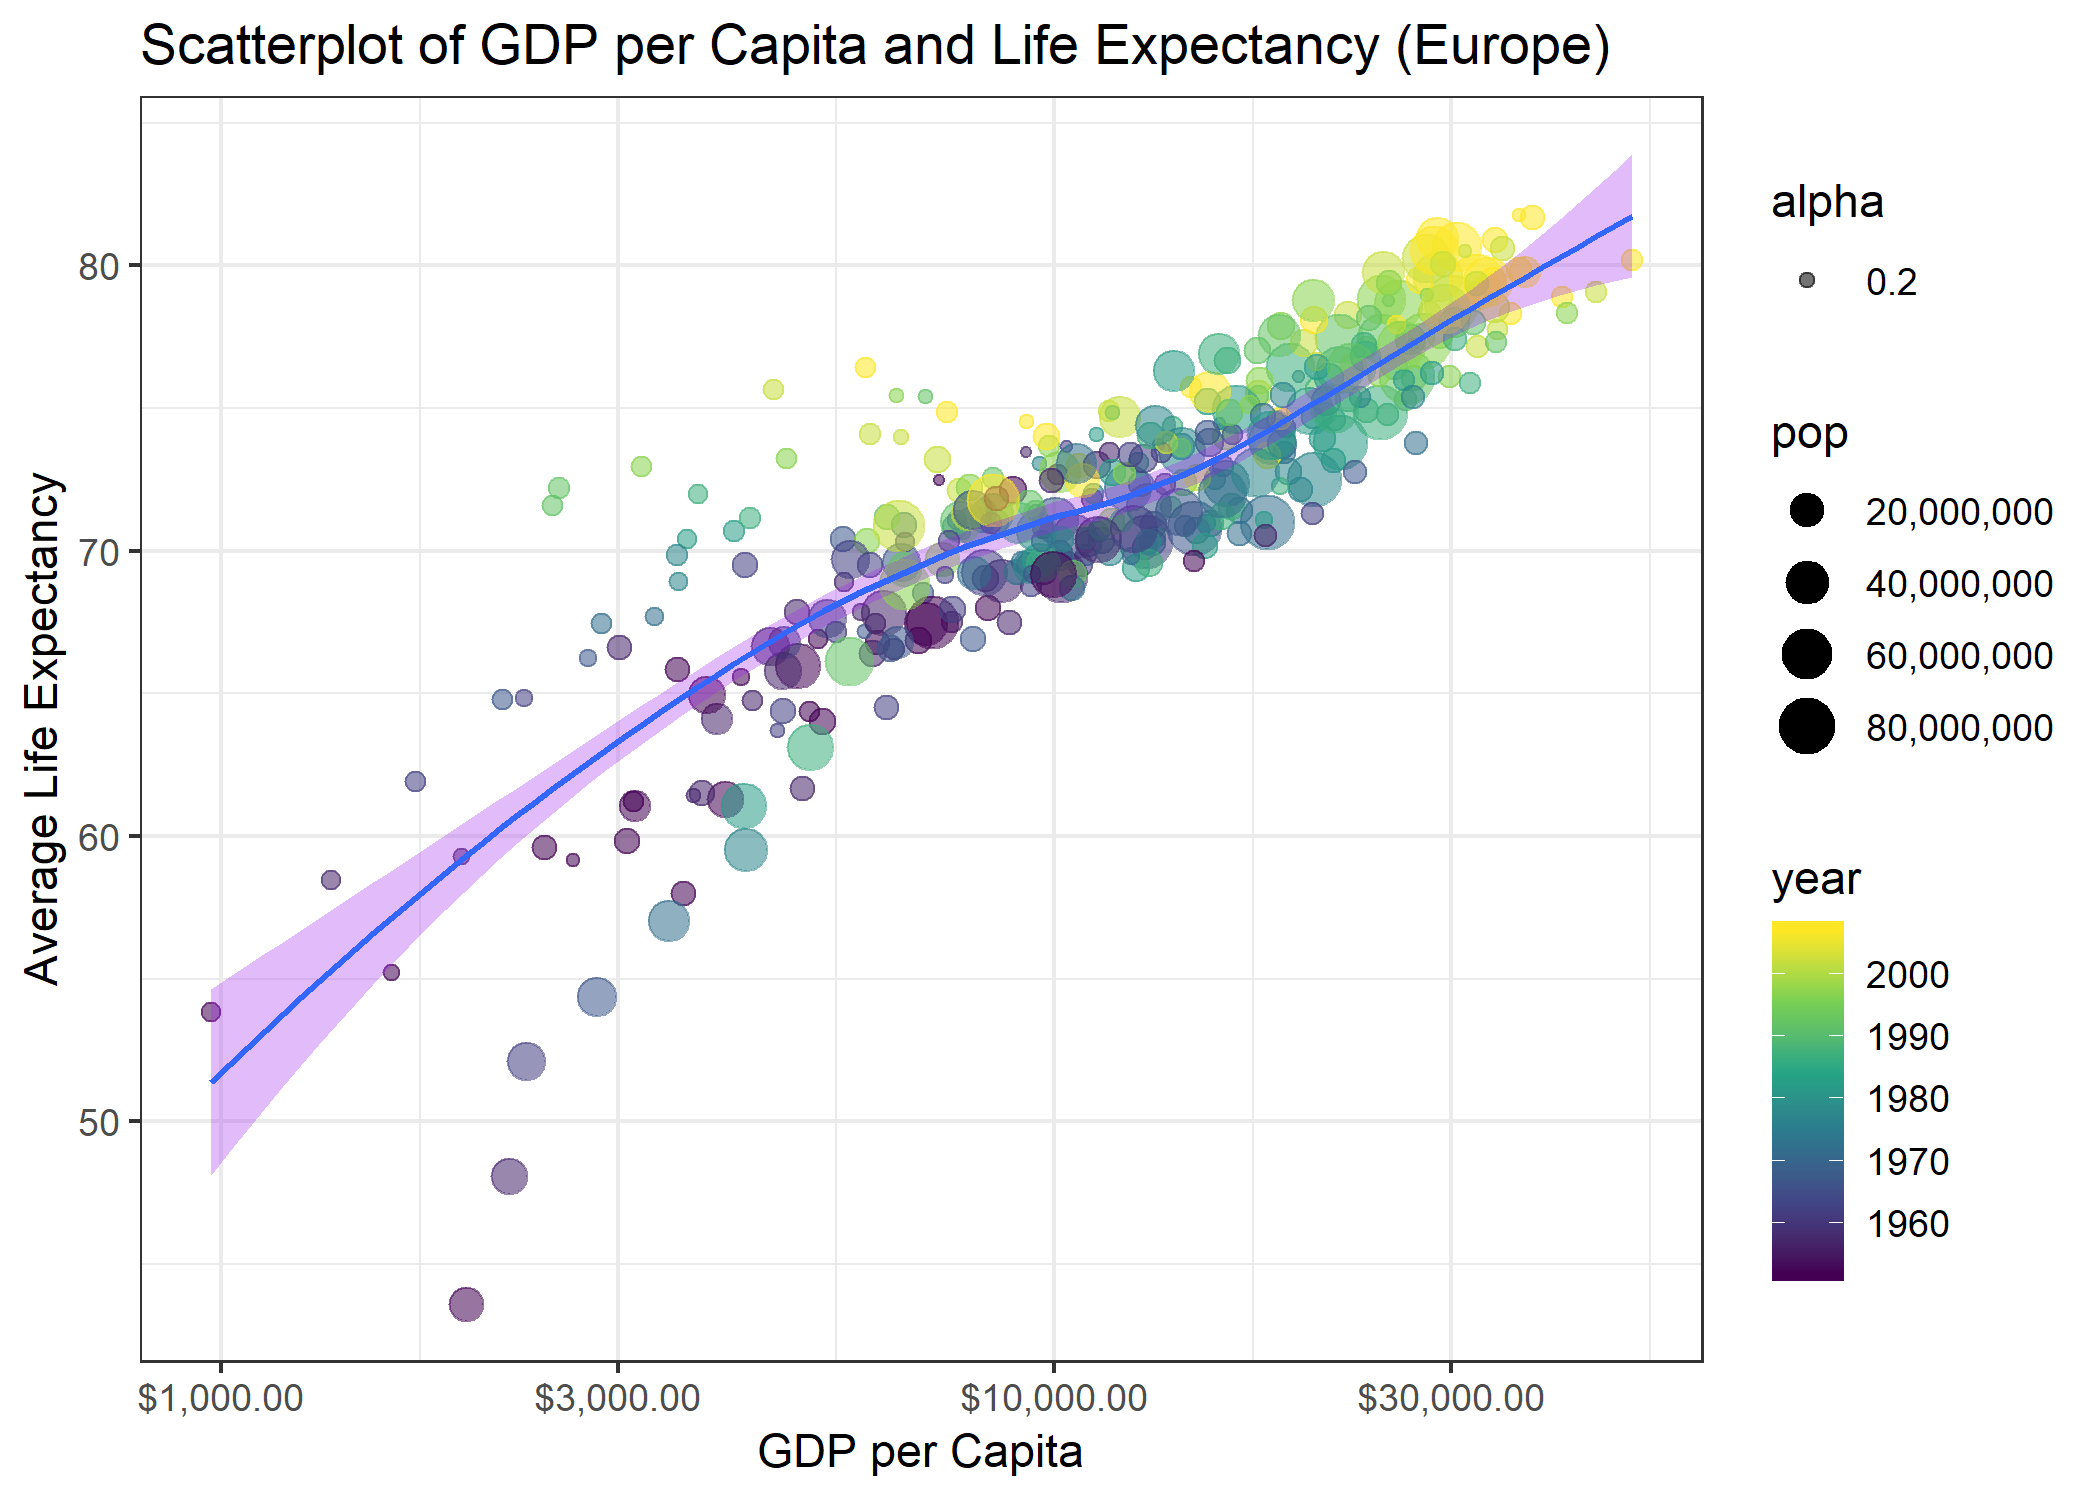 Scatterplot of GDP per Capita and Life Expectancy (Europe)
Average Life Expectancy
80
70
60
50
$1,000.00 $3,000.00 $10,000.00 $30,000.00
GDP per Capita
alpha
0.2
pop
20,000,000
40,000,000
60,000,000
80,000,000
year
2000
1990
1980
1970
1960